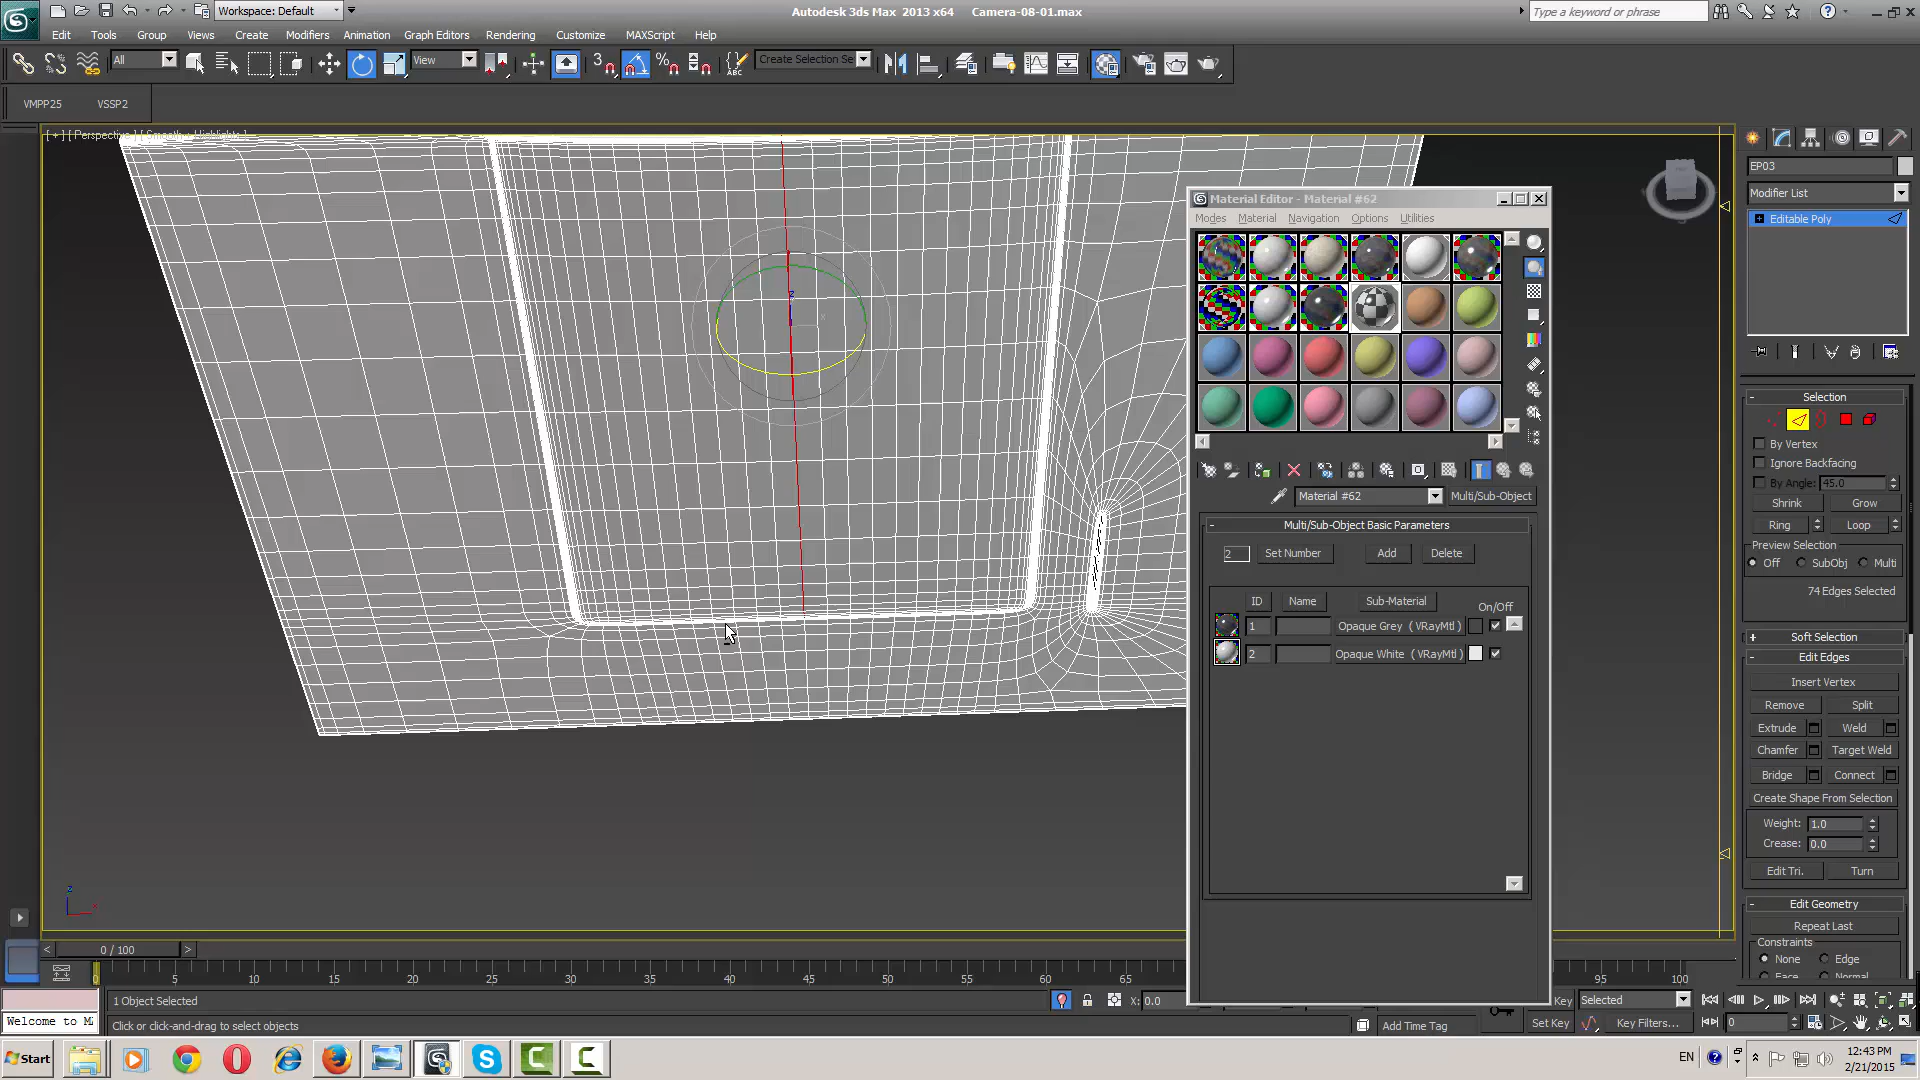 Workspace: Default
Autodesk 3ds Max 2013 x64 Camera-08-01.max
Type a keyword or phrase
Edit Tools Group Views Create Modifiers Animation Graph Editors Rendering Customize MAXScript Help
All
View
3
Create Selection Se
VMPP25 VSSP2
[ + ] [ Perspective ] [ Smooth + Highlights ]
EP03
Modifier List
Editable Poly
Material Editor - Material #62
Modes Material Navigation Options Utilities
Material #62
Multi/Sub-Object
Multi/Sub-Object Basic Parameters
2 Set Number Add Delete
ID Name Sub-Material On/Off
1 Opaque Grey ( VRayMtl )
2 Opaque White ( VRayMtl )
Selection
By Vertex
Ignore Backfacing
By Angle: 45.0
Shrink Grow
Ring Loop
Preview Selection
Off SubObj Multi
74 Edges Selected
Soft Selection
Edit Edges
Insert Vertex
Remove Split
Extrude Weld
Chamfer Target Weld
Bridge Connect
Create Shape From Selection
Weight: 1.0
Crease: 0.0
Edit Tri. Turn
Edit Geometry
Repeat Last
Constraints
None Edge
Face Normal
z
x
0 / 100
0 5 10 15 20 25 30 35 40 45 50 55 60 65 95 100
1 Object Selected
X: 0.0
Key Selected
Welcome to M
Click or click-and-drag to select objects
Add Time Tag
Set Key Key Filters... 0
Start
EN
12:43 PM
2/21/2015